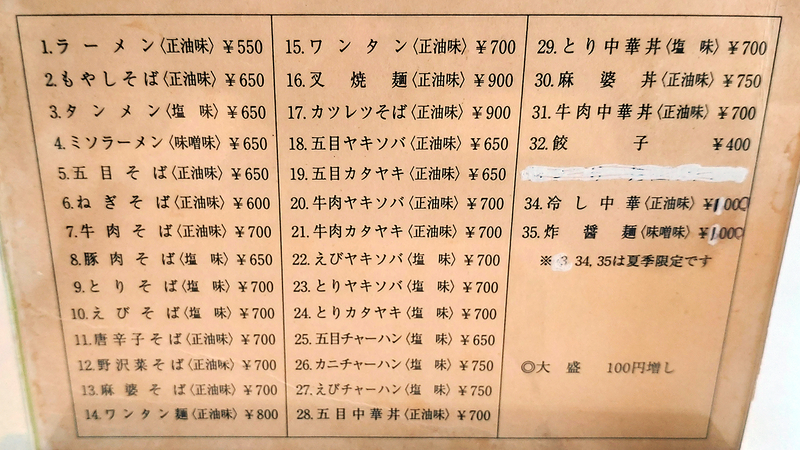 1.ラーメン〈正油味〉¥550
2.もやしそば〈正油味〉¥650
3.タンメン〈塩味〉¥650
4.ミソラーメン〈味噌味〉¥650
5.五目そば〈正油味〉¥650
6.ねぎそば〈正油味〉¥600
7.牛肉そば〈正油味〉¥700
8.豚肉そば〈塩味〉¥650
9.とりそば〈塩味〉¥700
10.えびそば〈塩味〉¥700
11.唐辛子そば〈正油味〉¥700
12.野沢菜そば〈正油味〉¥700
13.麻婆そば〈正油味〉¥700
14.ワンタン麺〈正油味〉¥800
15.ワンタン〈正油味〉¥700
16.叉焼麺〈正油味〉¥900
17.カツレツそば〈正油味〉¥900
18.五目ヤキソバ〈正油味〉¥650
19.五目カタヤキ〈正油味〉¥650
20.牛肉ヤキソバ〈正油味〉¥700
21.牛肉カタヤキ〈正油味〉¥700
22.えびヤキソバ〈塩味〉¥700
23.とりヤキソバ〈塩味〉¥700
24.とりカタヤキ〈塩味〉¥700
25.五目チャーハン〈塩味〉¥650
26.カニチャーハン〈塩味〉¥750
27.えびチャーハン〈塩味〉¥750
28.五目中華丼〈正油味〉¥700
29.とり中華丼〈塩味〉¥700
30.麻婆丼〈正油味〉¥750
31.牛肉中華丼〈正油味〉¥700
32.餃子 ¥400
34.冷し中華〈正油味〉¥1000
35.炸醤麺〈味噌味〉¥1000
※ 34.35は夏季限定です
◎大盛 100円増し